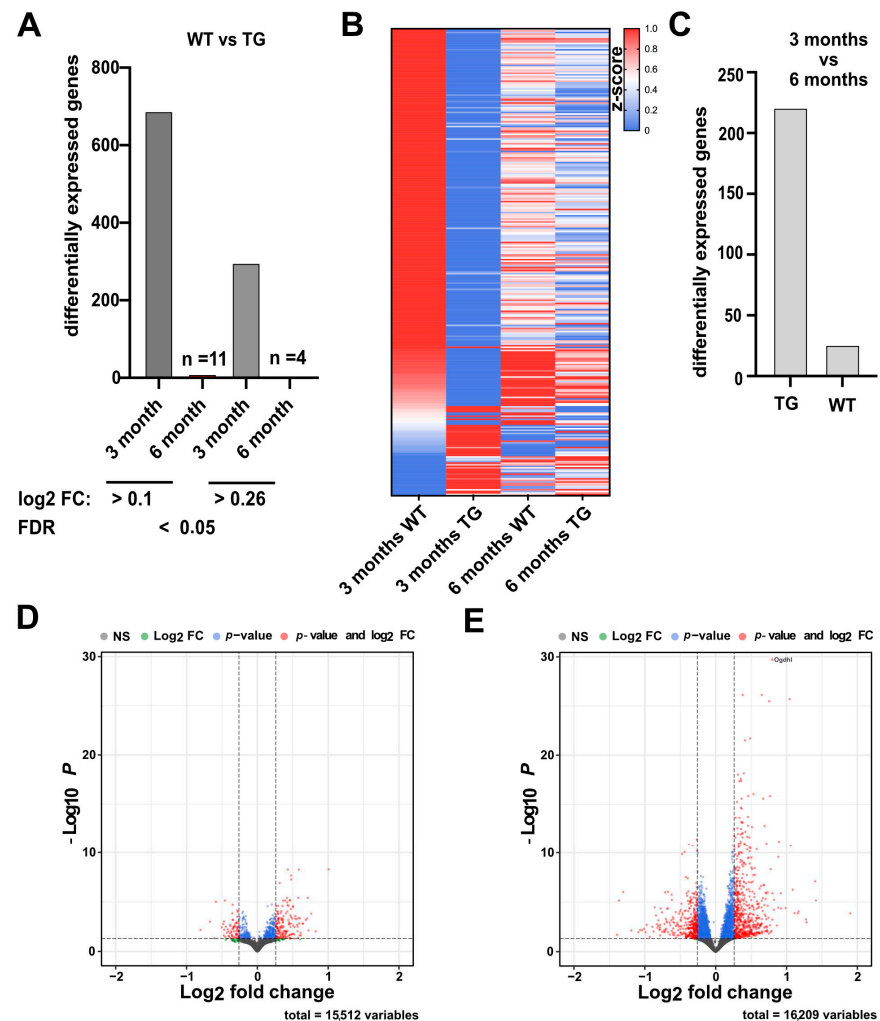 A
WT vs TG
differentially expressed genes
800
600
400
200
0
n =11
n =4
3 month
6 month
3 month
6 month
log2 FC: > 0.1 > 0.26
FDR < 0.05
B
z-score
1.0
0.8
0.6
0.4
0.2
0
3 months WT
3 months TG
6 months WT
6 months TG
C
3 months
vs
6 months
differentially expressed genes
250
200
150
100
50
0
TG
WT
D
NS Log2 FC p−value p- value and log2 FC
- Log10 P
30
20
10
0
−2 −1 0 1 2
Log2 fold change
total = 15,512 variables
E
NS Log2 FC p−value p- value and log2 FC
Ogdhl
- Log10 P
30
20
10
0
−2 −1 0 1 2
Log2 fold change
total = 16,209 variables